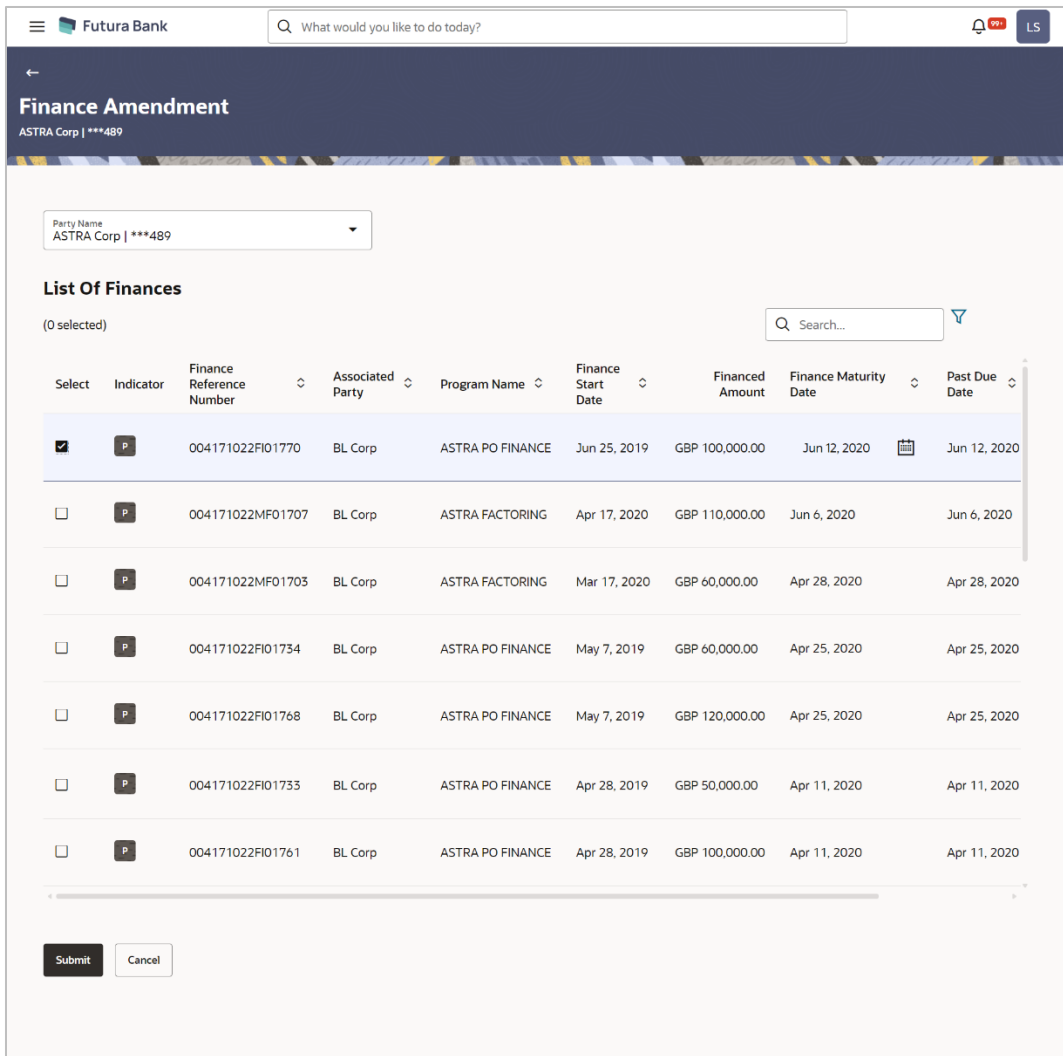 Futura Bank
What would you like to do today?
99+
LS
Finance Amendment
ASTRA Corp | ***489
Party Name
ASTRA Corp | ***489
List Of Finances
(0 selected)
Search...
Select Indicator Finance Reference Number Associated Party Program Name Finance Start Date Financed Amount Finance Maturity Date Past Due Date
P 004171022FI01770 BL Corp ASTRA PO FINANCE Jun 25, 2019 GBP 100,000.00 Jun 12, 2020 Jun 12, 2020
P 004171022MF01707 BL Corp ASTRA FACTORING Apr 17, 2020 GBP 110,000.00 Jun 6, 2020 Jun 6, 2020
P 004171022MF01703 BL Corp ASTRA FACTORING Mar 17, 2020 GBP 60,000.00 Apr 28, 2020 Apr 28, 2020
P 004171022FI01734 BL Corp ASTRA PO FINANCE May 7, 2019 GBP 60,000.00 Apr 25, 2020 Apr 25, 2020
P 004171022FI01768 BL Corp ASTRA PO FINANCE May 7, 2019 GBP 120,000.00 Apr 25, 2020 Apr 25, 2020
P 004171022FI01733 BL Corp ASTRA PO FINANCE Apr 28, 2019 GBP 50,000.00 Apr 11, 2020 Apr 11, 2020
P 004171022FI01761 BL Corp ASTRA PO FINANCE Apr 28, 2019 GBP 100,000.00 Apr 11, 2020 Apr 11, 2020
Submit Cancel